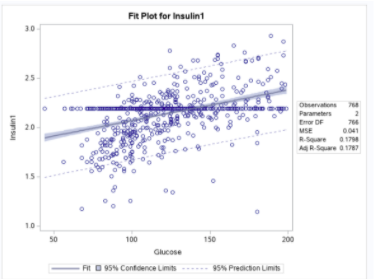 Fit Plot for Insulin1
3.0
2.5
2.0
1.5
1.0
Insulin1
50
100
150
200
Glucose
Observations 768
Parameters 2
Error DF 766
MSE 0.041
R-Square 0.1798
Adj R-Square 0.1787
Fit 95% Confidence Limits 95% Prediction Limits